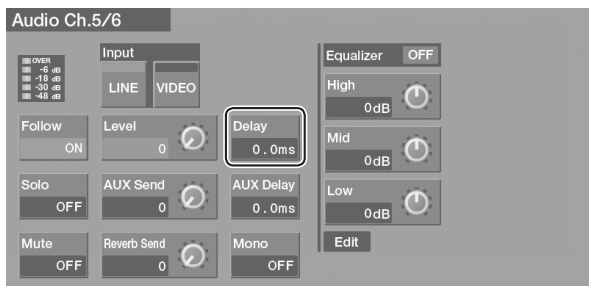 Audio Ch.5/6
OVER
-6 dB
-18 dB
-30 dB
-48 dB
Input
LINE
VIDEO
Follow
ON
Level
0
Delay
0.0ms
Solo
OFF
AUX Send
0
AUX Delay
0.0ms
Mute
OFF
Reverb Send
0
Mono
OFF
Equalizer OFF
High
0dB
Mid
0dB
Low
0dB
Edit